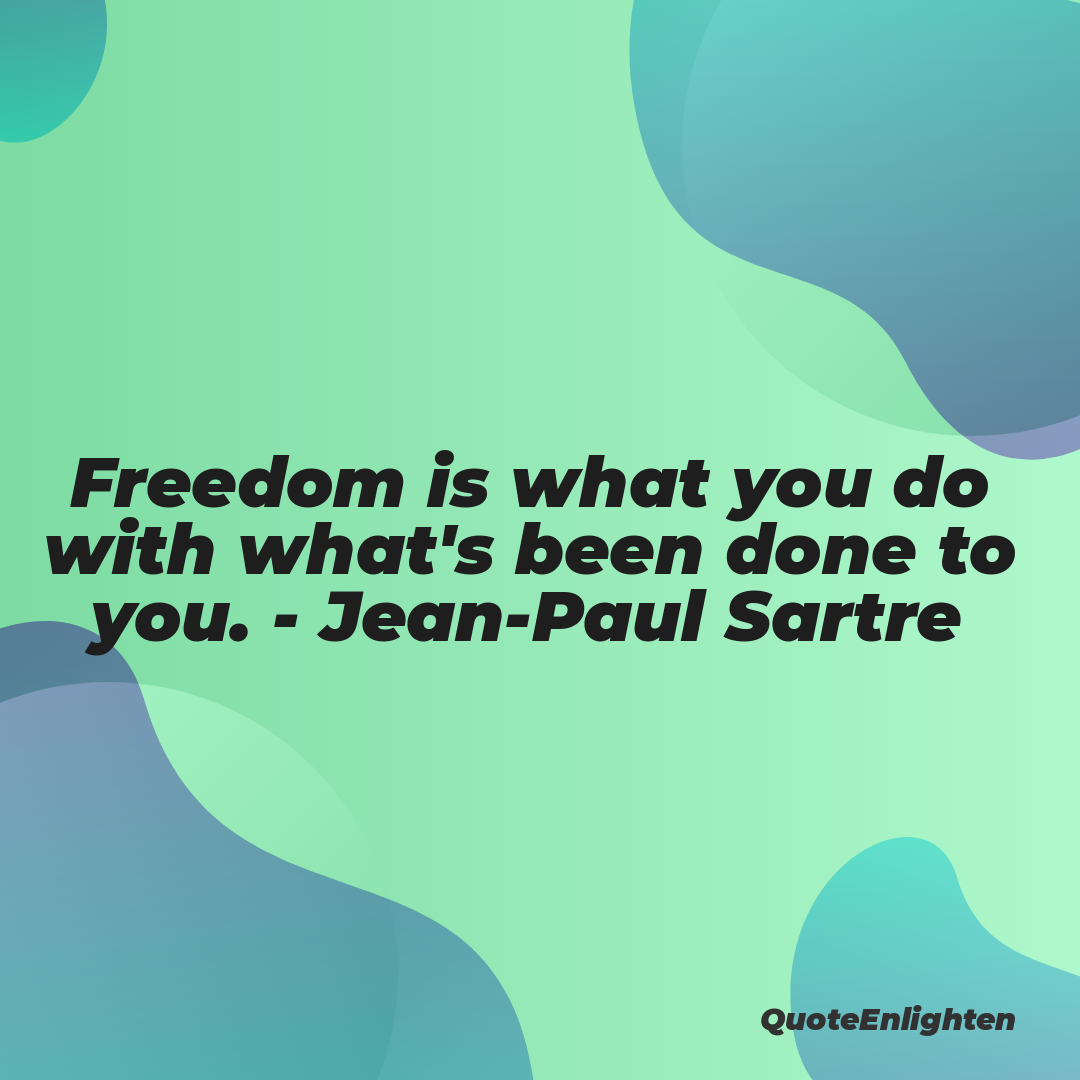 Freedom is what you do
with what's been done to
you. - Jean-Paul Sartre
QuoteEnlighten